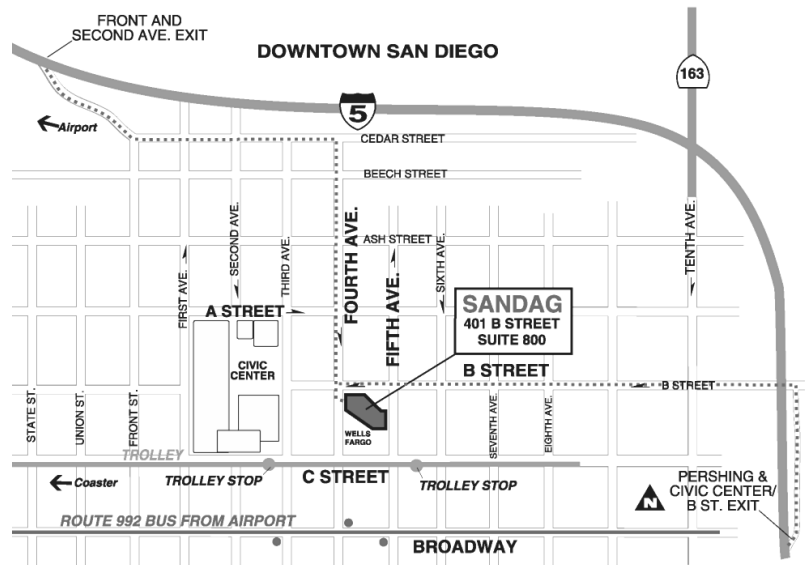 FRONT AND
SECOND AVE. EXIT
DOWNTOWN SAN DIEGO
5
163
Airport
CEDAR STREET
BEECH STREET
FIRST AVE.
SECOND AVE.
THIRD AVE.
FOURTH AVE.
ASH STREET
FIFTH AVE.
SIXTH AVE.
TENTH AVE.
A STREET
SANDAG
401 B STREET
SUITE 800
CIVIC
CENTER
B STREET
B STREET
STATE ST.
UNION ST.
FRONT ST.
WELLS
FARGO
SEVENTH AVE.
EIGHTH AVE.
TROLLEY
Coaster
TROLLEY STOP
C STREET
TROLLEY STOP
N
PERSHING &
CIVIC CENTER/
B ST. EXIT
ROUTE 992 BUS FROM AIRPORT
BROADWAY